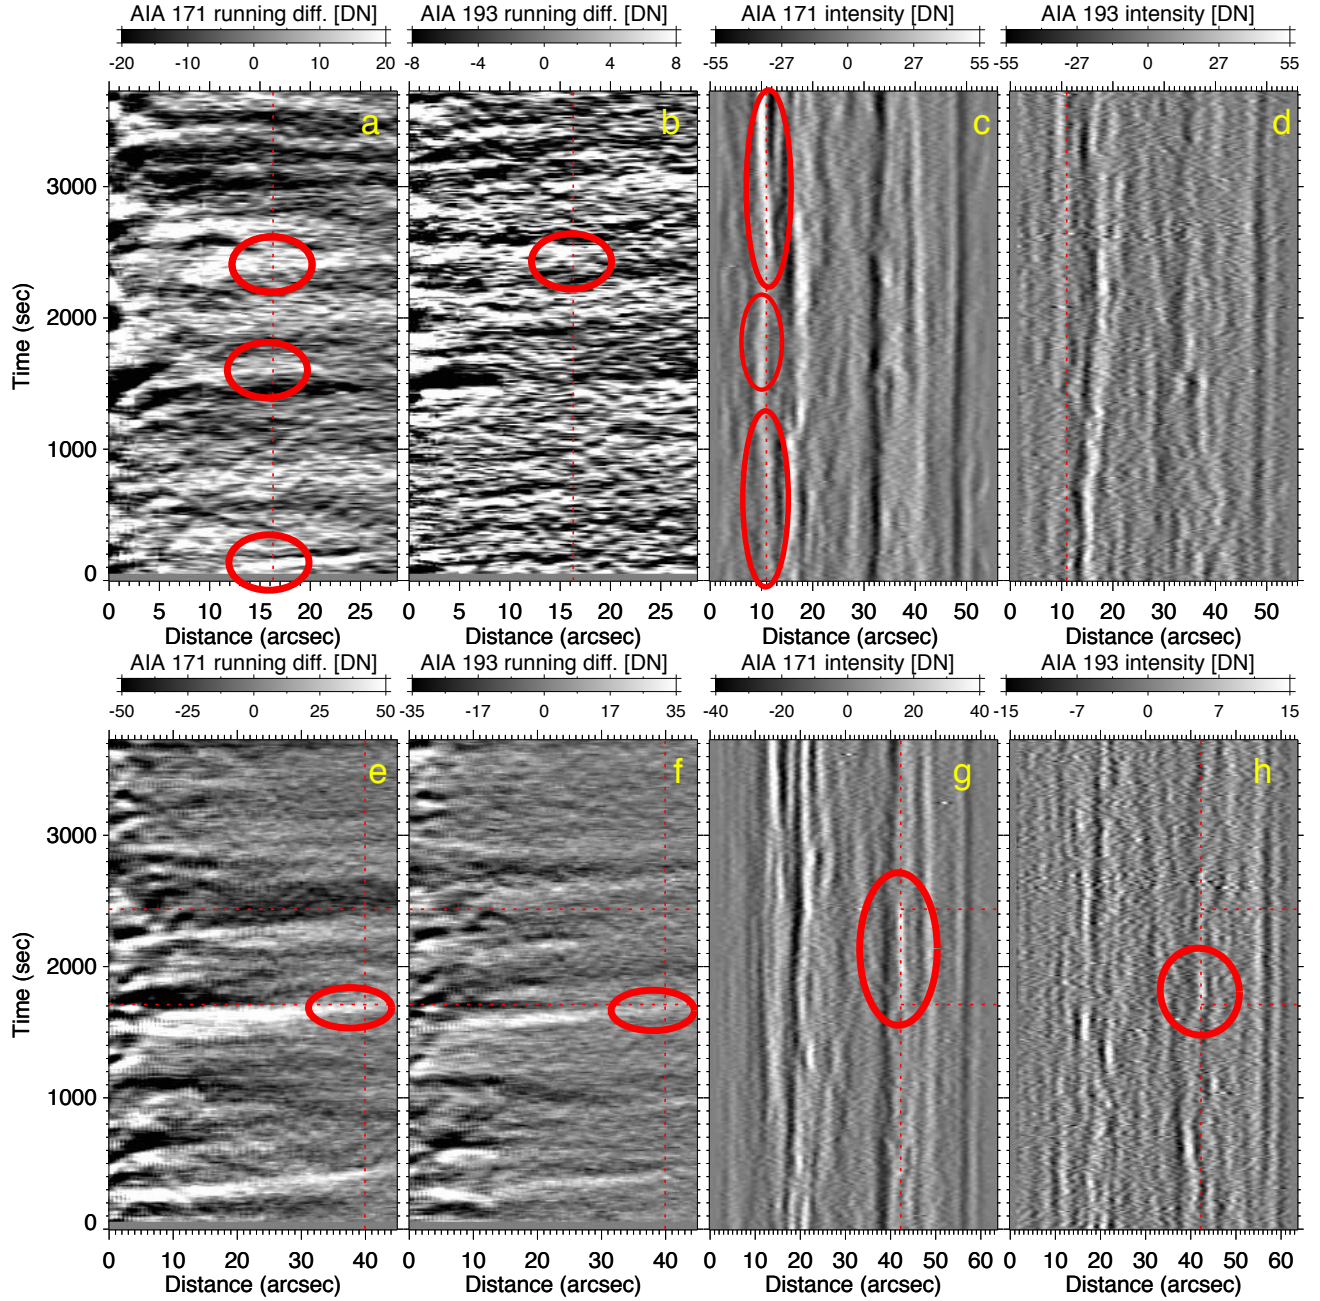 AIA 171 running diff. [DN] AIA 193 running diff. [DN] AIA 171 intensity [DN] AIA 193 intensity [DN]
-20 -10 0 10 20 -8 -4 0 4 8 -55 -27 0 27 55 -55 -27 0 27 55
a b c d
3000
2000
1000
0
Time (sec)
0 5 10 15 20 25 0 5 10 15 20 25 0 10 20 30 40 50 0 10 20 30 40 50
Distance (arcsec) Distance (arcsec) Distance (arcsec) Distance (arcsec)
AIA 171 running diff. [DN] AIA 193 running diff. [DN] AIA 171 intensity [DN] AIA 193 intensity [DN]
-50 -25 0 25 50 -35 -17 0 17 35 -40 -20 0 20 40 -15 -7 0 7 15
e f g h
3000
2000
1000
0
Time (sec)
0 10 20 30 40 0 10 20 30 40 0 10 20 30 40 50 60 0 10 20 30 40 50 60
Distance (arcsec) Distance (arcsec) Distance (arcsec) Distance (arcsec)